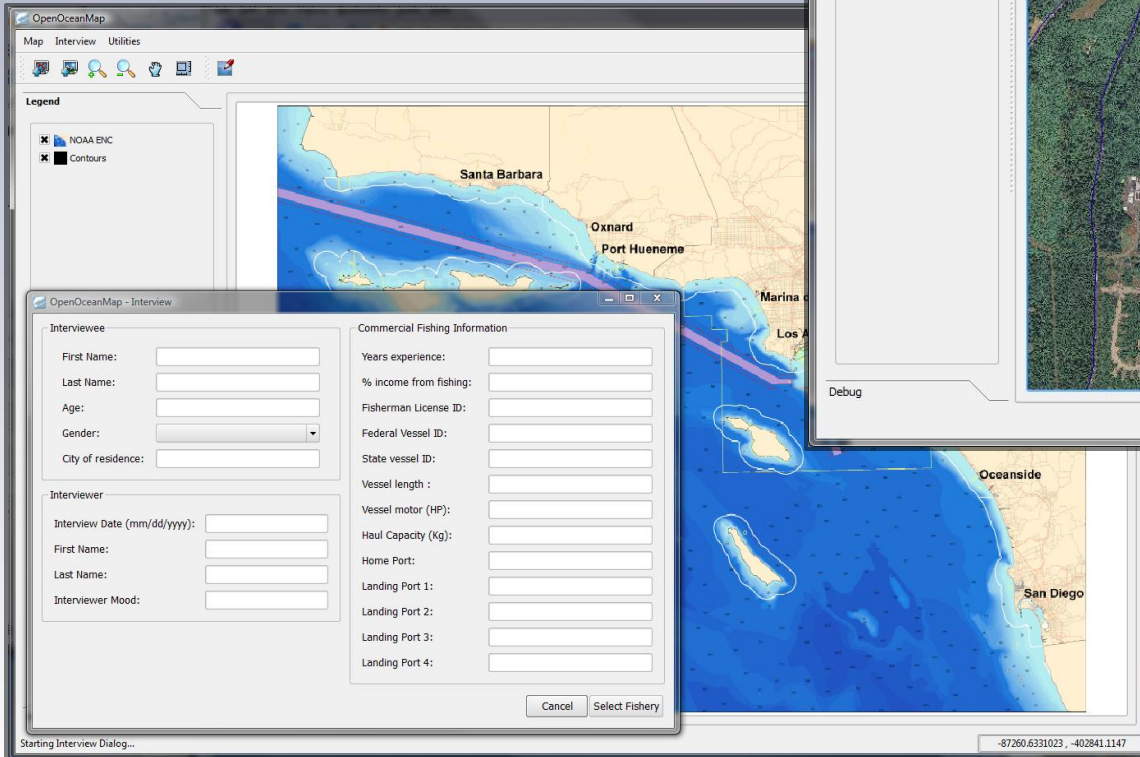 OpenOceanMap
Map Interview Utilities
Legend
NOAA ENC
Contours
Santa Barbara
Oxnard
Port Hueneme
Marina
Los A
Oceanside
San Diego
Debug
OpenOceanMap - Interview
Interviewee
First Name:
Last Name:
Age:
Gender:
City of residence:
Interviewer
Interview Date (mm/dd/yyyy):
First Name:
Last Name:
Interviewer Mood:
Commercial Fishing Information
Years experience:
% income from fishing:
Fisherman License ID:
Federal Vessel ID:
State vessel ID:
Vessel length :
Vessel motor (HP):
Haul Capacity (Kg):
Home Port:
Landing Port 1:
Landing Port 2:
Landing Port 3:
Landing Port 4:
Cancel Select Fishery
Starting Interview Dialog...
-87260.6331023 , -402841.1147